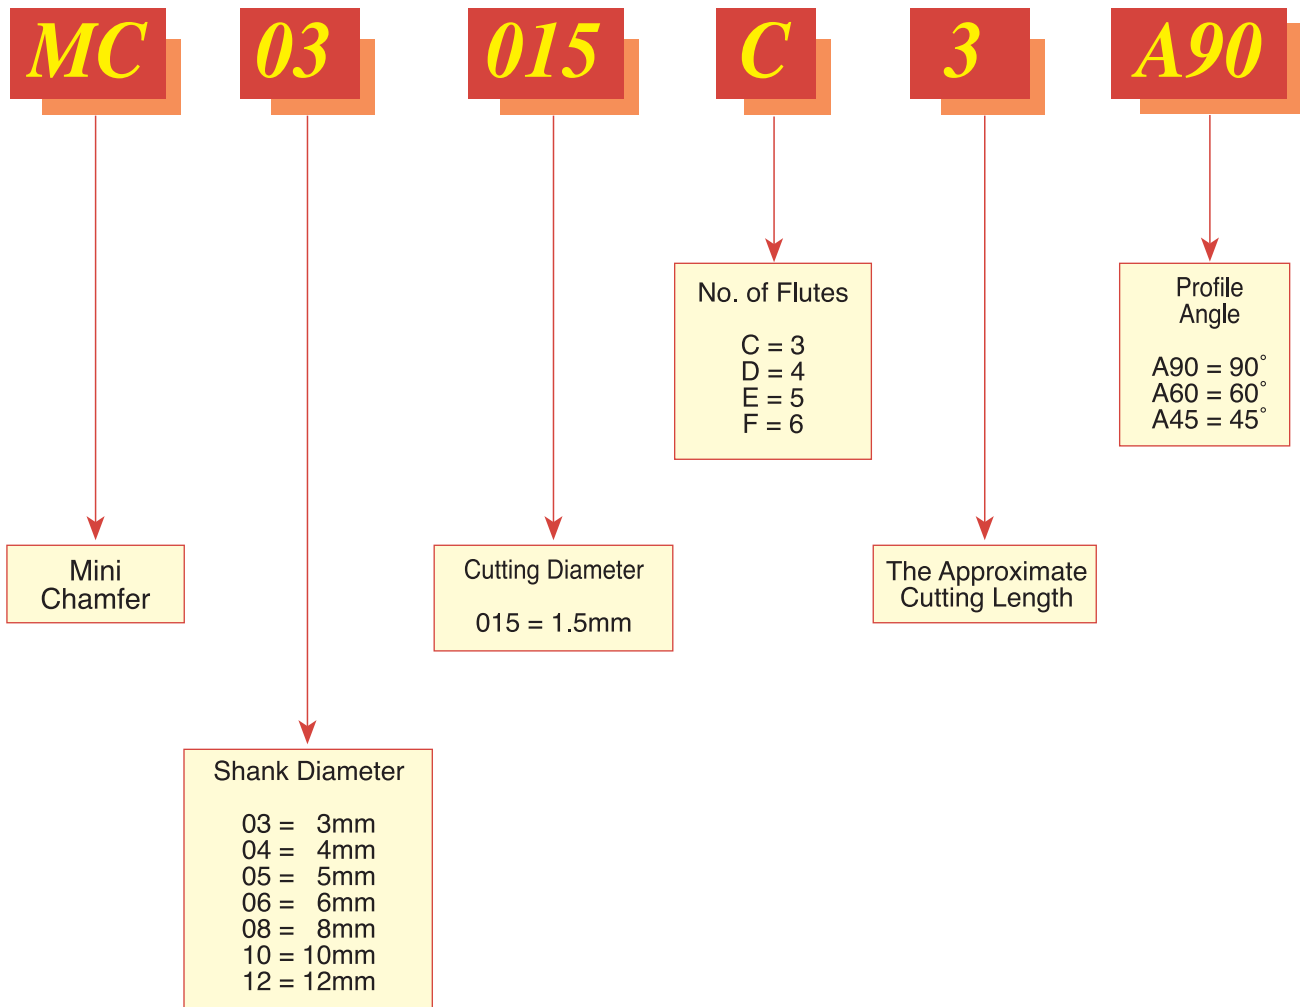 MC 03 015 C 3 A90
No. of Flutes
C = 3
D = 4
E = 5
F = 6
Profile
Angle
A90 = 90°
A60 = 60°
A45 = 45°
Mini
Chamfer
Cutting Diameter
015 = 1.5mm
The Approximate
Cutting Length
Shank Diameter
03 = 3mm
04 = 4mm
05 = 5mm
06 = 6mm
08 = 8mm
10 = 10mm
12 = 12mm